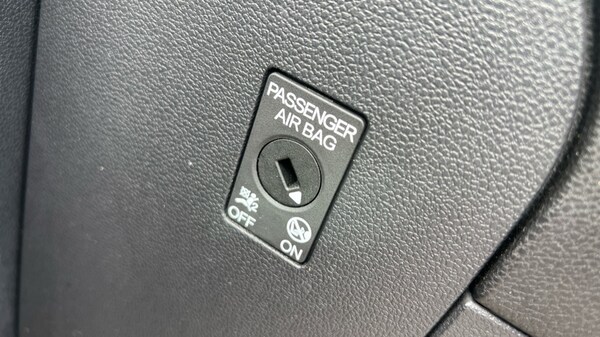 PASSENGER
AIR BAG
OFF
ON